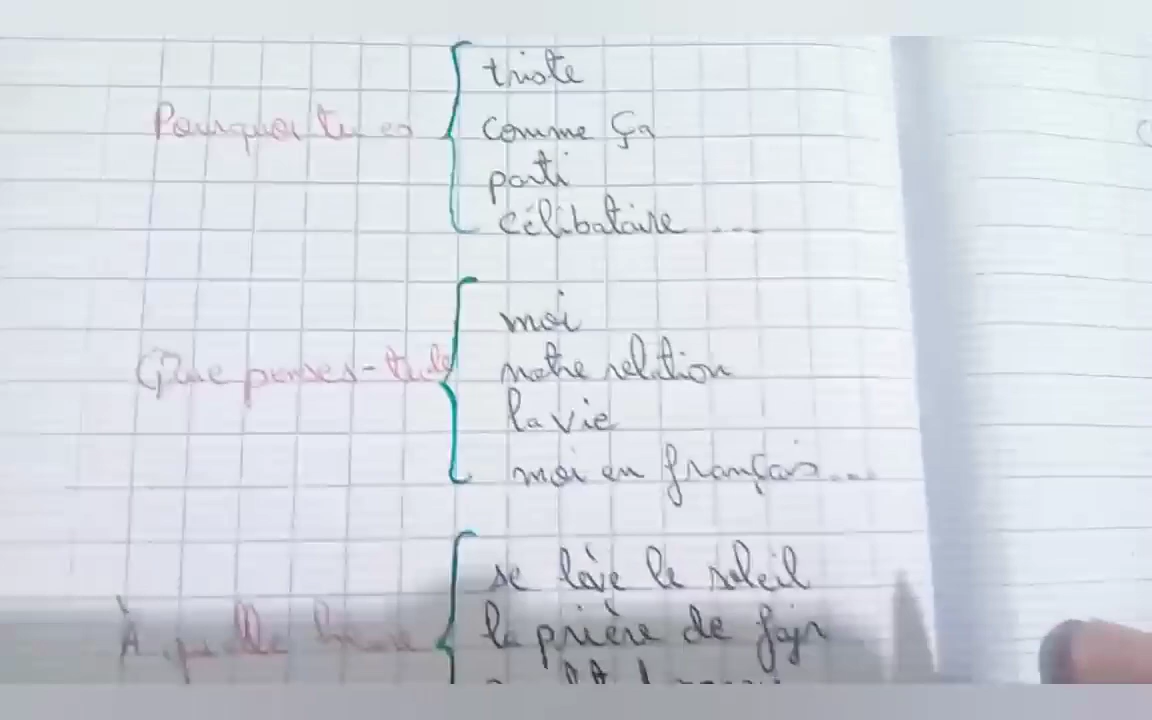 Pourquoi tu es
triste
comme ça
parti
célibataire ...
Que penses-tu de
moi
notre reltion
la vie
moi en français...
À quelle heure
se lève le soleil
la prière de fajr